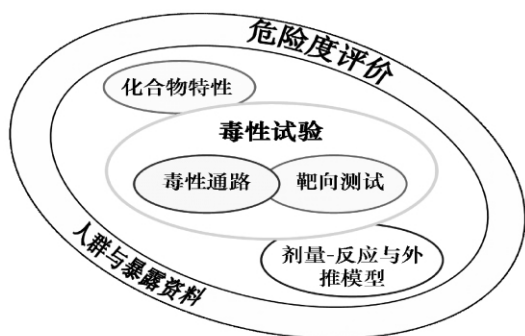 危险度评价
化合物特性
毒性试验
毒性通路
靶向测试
剂量-反应与外
推模型
人群与暴露资料